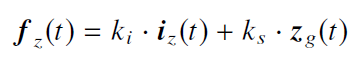 f_z(t) = k_i · i_z(t) + k_s · z_g(t)